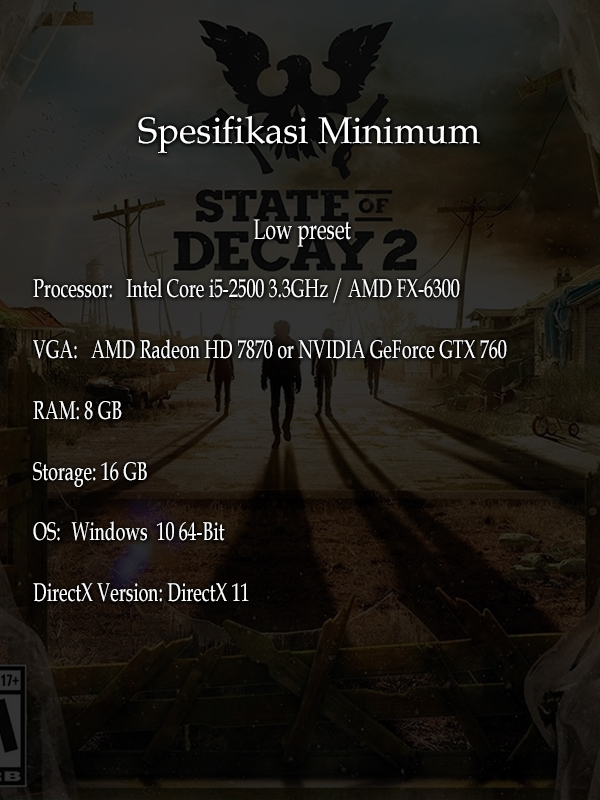 Spesifikasi Minimum
STATE OF
DECAY 2
Low preset
Processor: Intel Core i5-2500 3.3GHz / AMD FX-6300
VGA: AMD Radeon HD 7870 or NVIDIA GeForce GTX 760
RAM: 8 GB
Storage: 16 GB
OS: Windows 10 64-Bit
DirectX Version: DirectX 11
17+